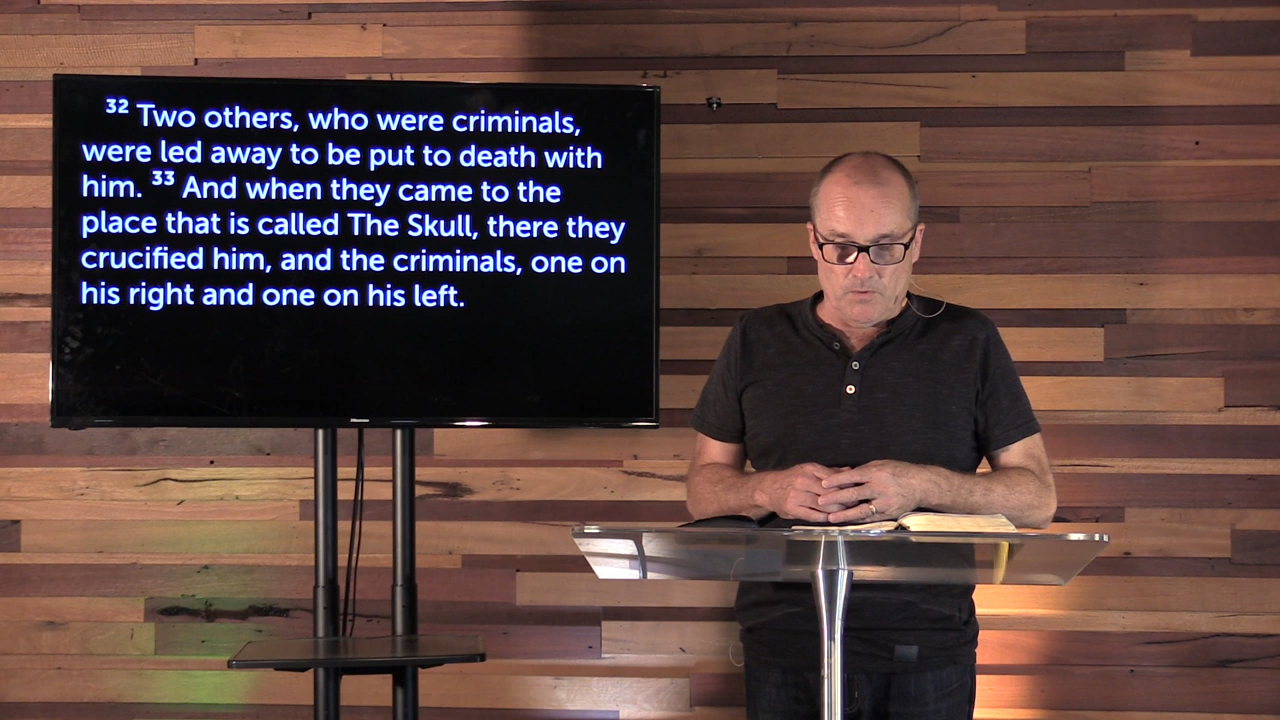 32 Two others, who were criminals,
were led away to be put to death with
him. 33 And when they came to the
place that is called The Skull, there they
crucified him, and the criminals, one on
his right and one on his left.
Hisense